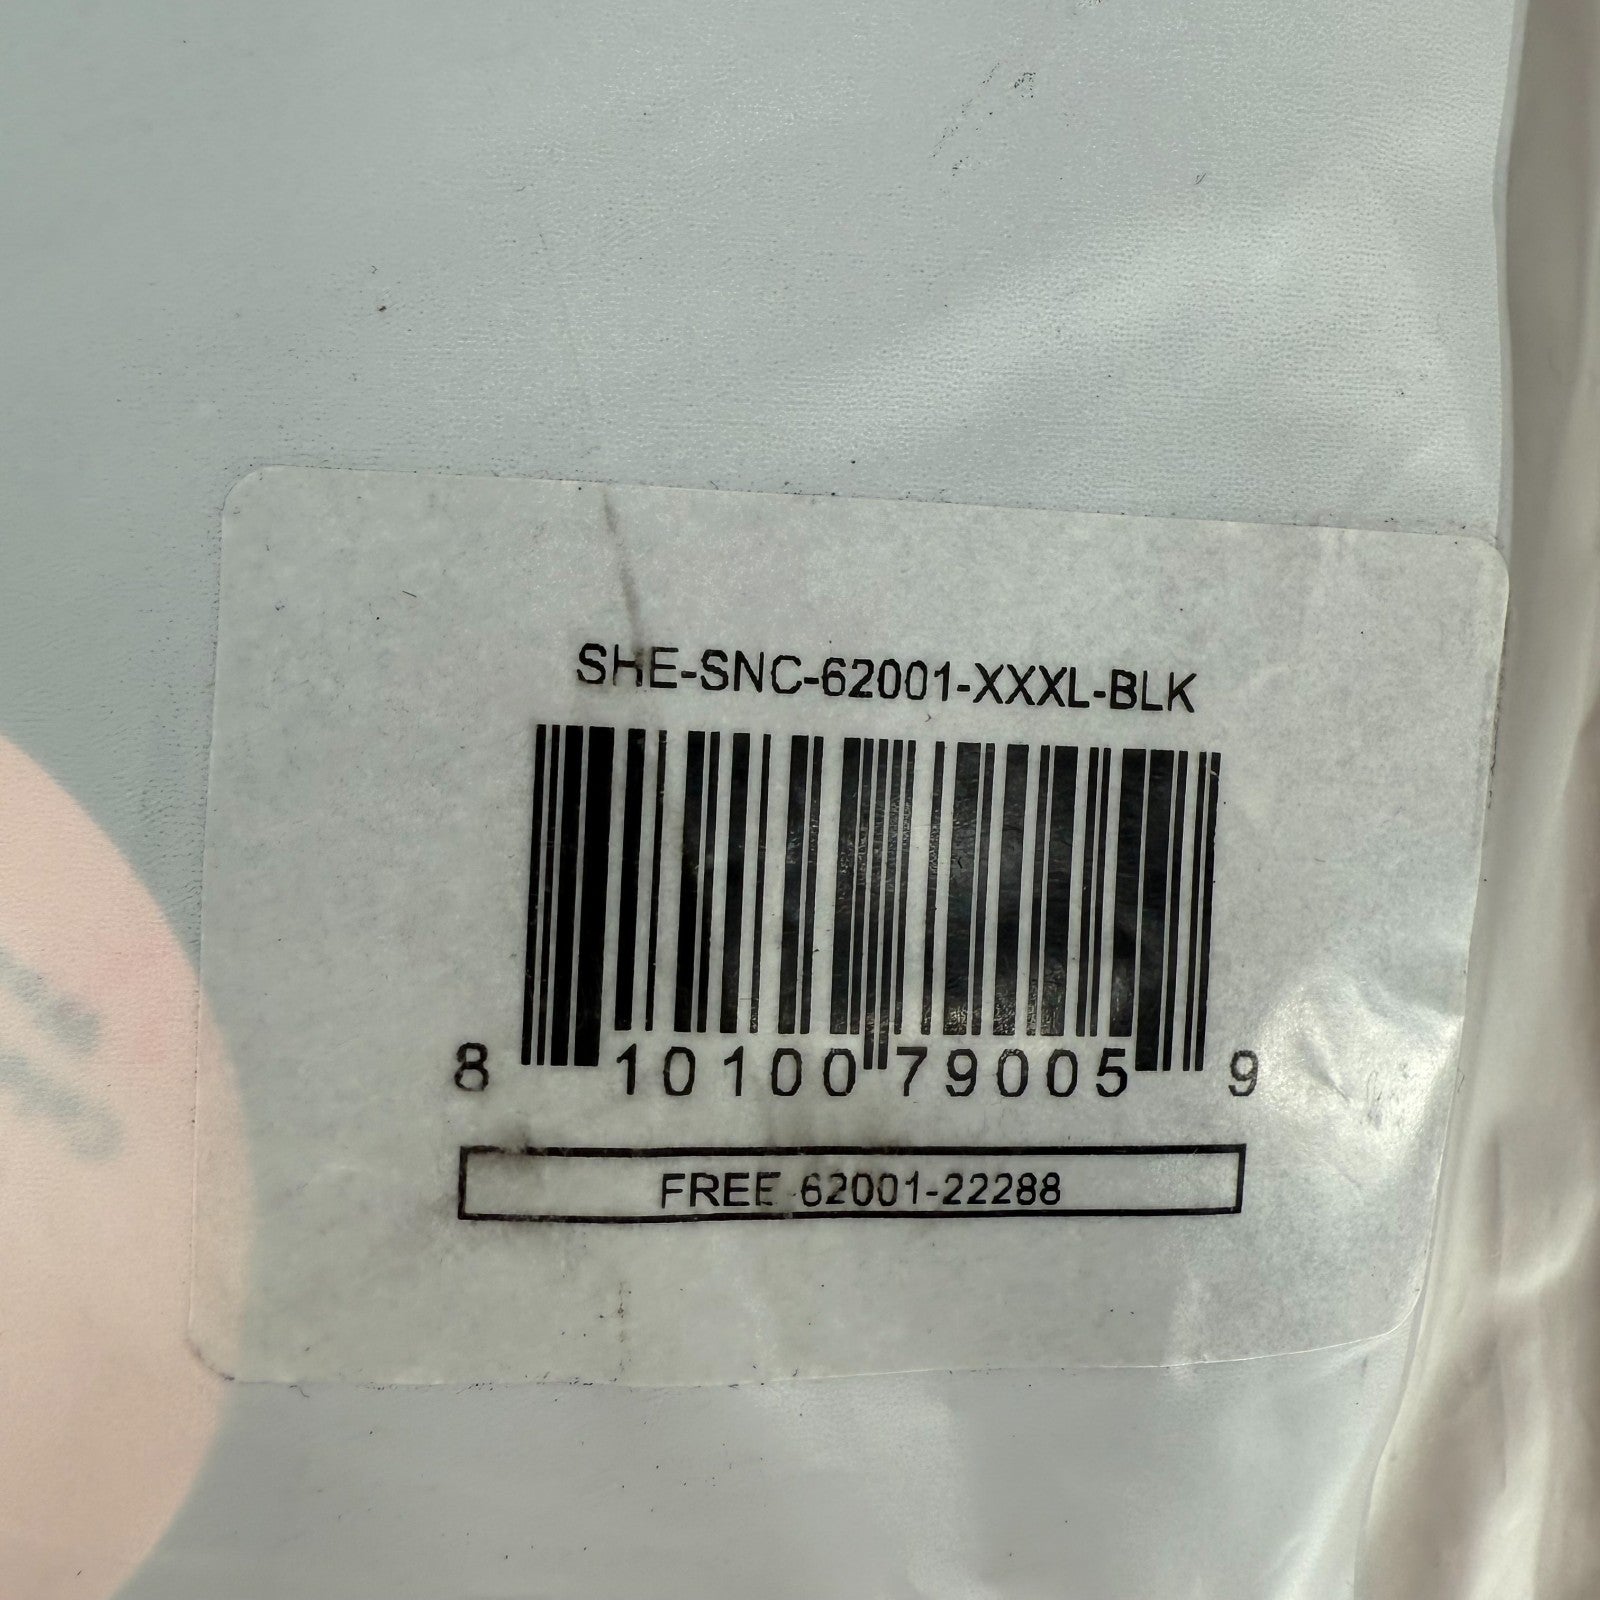 SHE-SNC-62001-XXXL-BLK
8 10100 79005 9
FREE 62001-22288